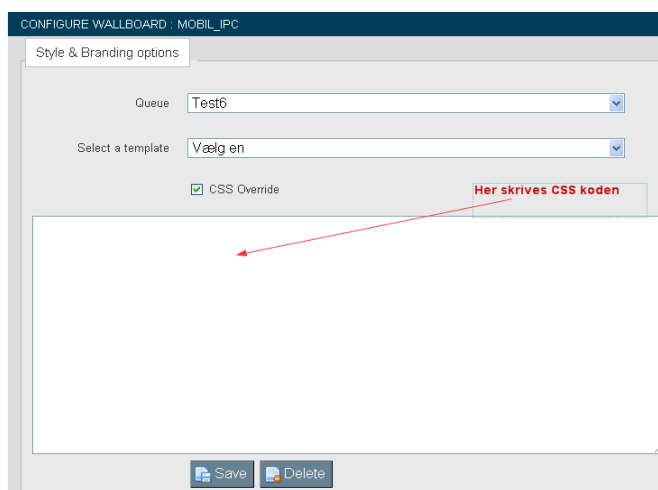 CONFIGURE WALLBOARD : MOBIL_IPC
Style & Branding options
Queue Test6
Select a template Vælg en
CSS Override Her skrives CSS koden
Save Delete